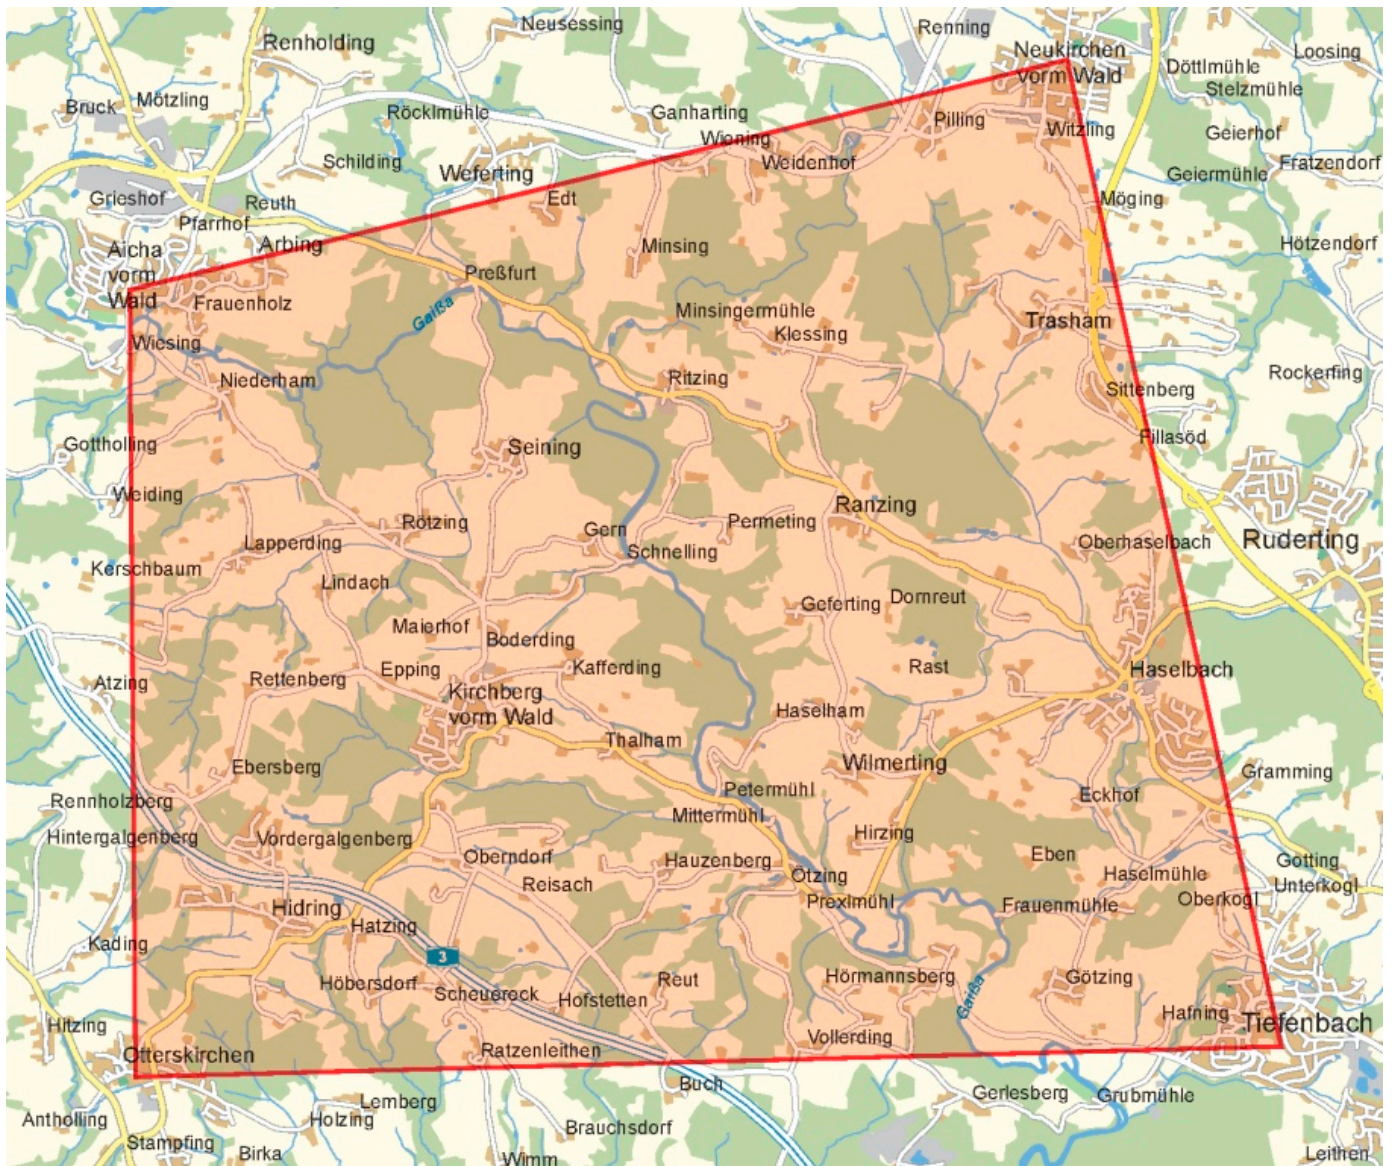 Neusessing
Renning
Renholding
Neukirchen
vorm Wald
Loosing
Döttlmühle
Stelzmühle
Bruck
Mötzling
Röcklmühle
Ganharting
Pilling
Witzling
Geierhof
Wiening
Schilding
Weferting
Weidenhof
Fratzendorf
Geiermühle
Grieshof
Reuth
Edt
Möging
Pfarrhof
Arbing
Minsing
Hötzendorf
Aicha
vorm
Wald
Preßfurt
Frauenholz
Gaißa
Minsingermühle
Klessing
Trasham
Wiesing
Niederham
Ritzing
Sittenberg
Rockerfing
Gottholling
Seining
Fillasöd
Weiding
Ranzing
Rötzing
Gern
Permeting
Lapperding
Schnelling
Oberhaselbach
Ruderting
Kerschbaum
Lindach
Geferting
Dornreut
Maierhof
Boderding
Epping
Kafferding
Rast
Haselbach
Atzing
Rettenberg
Kirchberg
vorm Wald
Haselham
Thalham
Wilmerting
Ebersberg
Gramming
Rennholzberg
Petermühl
Eckhof
Mittermühl
Hintergalgenberg
Vordergalgenberg
Hirzing
Oberndorf
Hauzenberg
Eben
Götting
Reisach
Ötzing
Haselmühle
Unterkogl
Prexlmühl
Oberkogl
Hidring
Frauenmühle
Hatzing
Kading
3
Höbersdorf
Scheuereck
Hofstetten
Reut
Hörmannsberg
Gaißa
Götzing
Hitzing
Hafning
Tiefenbach
Otterskirchen
Ratzenleithen
Vollerding
Buch
Gerlesberg
Grubmühle
Antholling
Lemberg
Holzing
Brauchsdorf
Stampfing
Birka
Wimm
Leithen